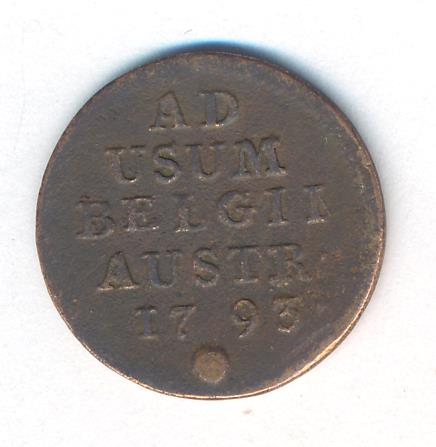 AD
USUM
BELGII
AUSTR
1793